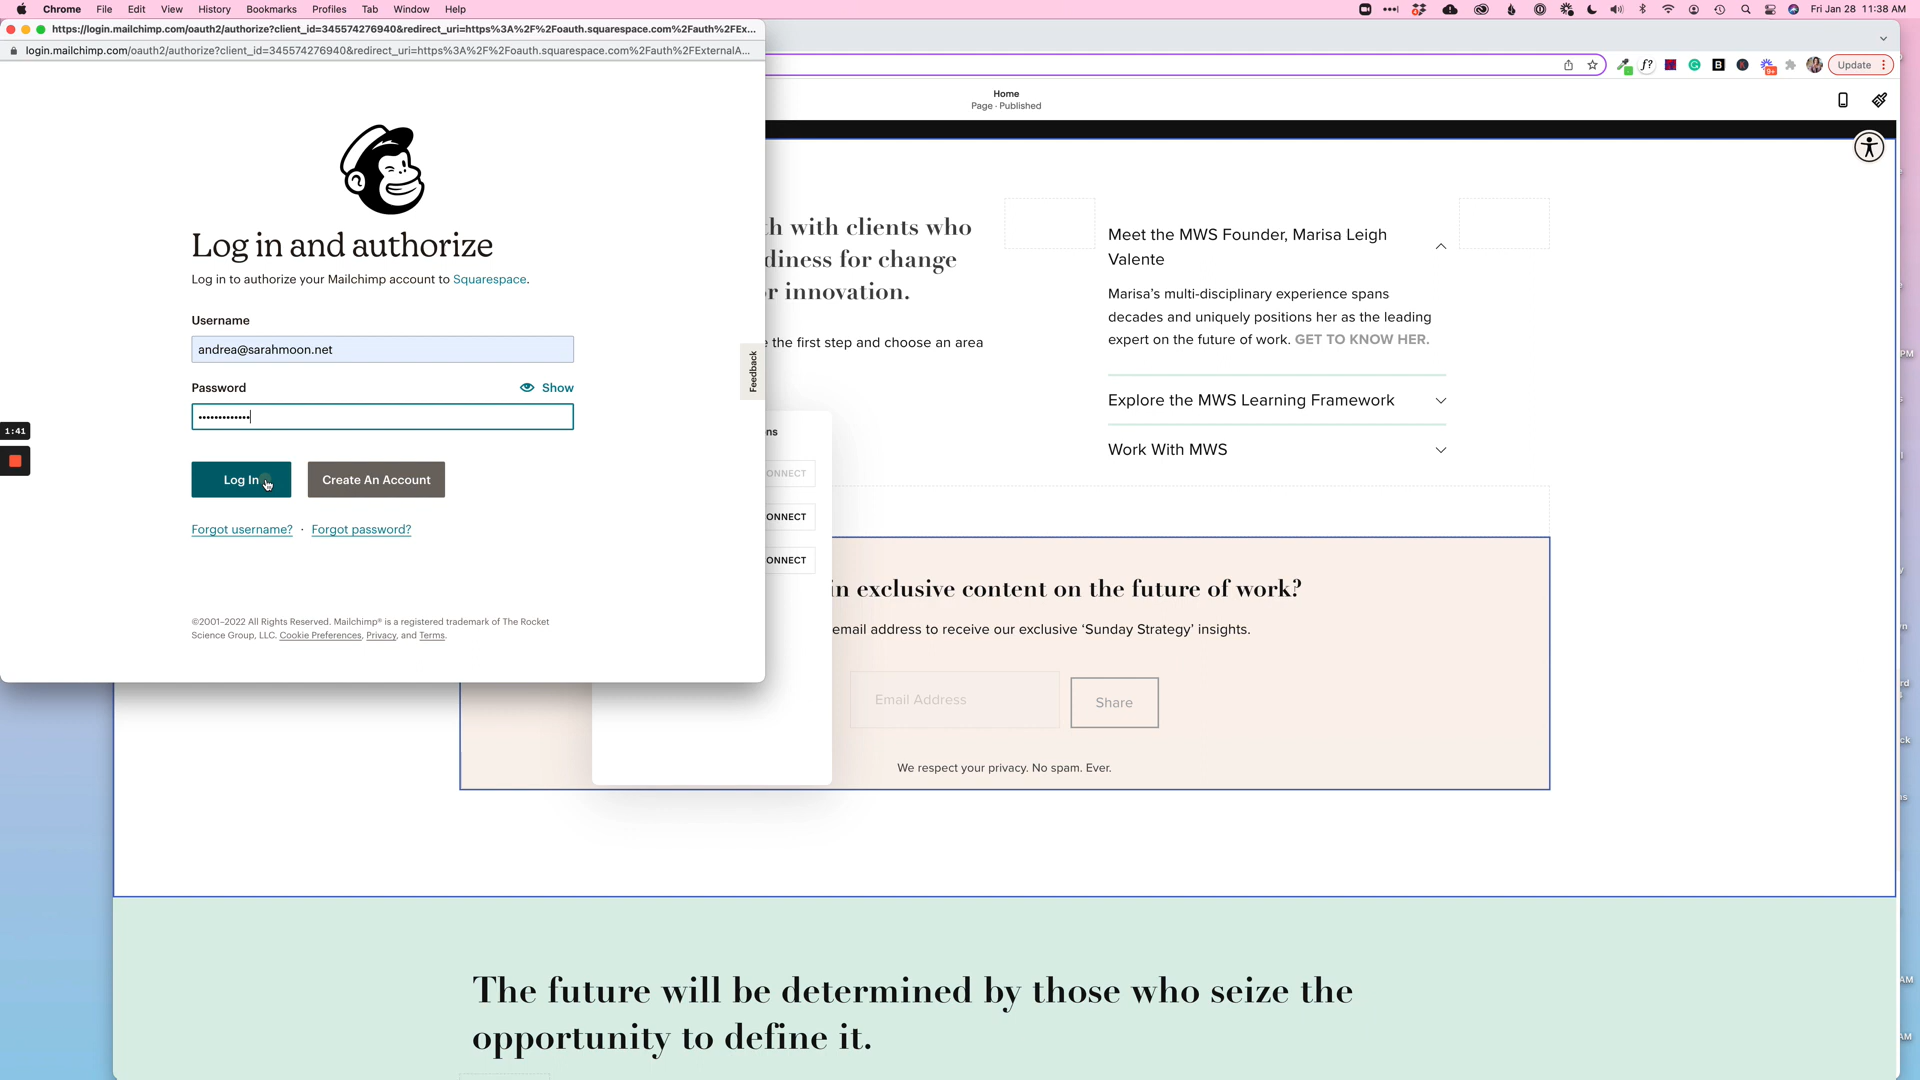 Chrome File Edit View History Bookmarks Profiles Tab Window Help
Fri Jan 28 11:38 AM
https://login.mailchimp.com/oauth2/authorize?client_id=345574276940&redirect_uri=https%3A%2F%2Foauth.squarespace.com%2Fauth%2FEx...
login.mailchimp.com/oauth2/authorize?client_id=345574276940&redirect_uri=https%3A%2F%2Foauth.squarespace.com%2Fauth%2FExternalA...
Update
Home
Page · Published
Log in and authorize
Log in to authorize your Mailchimp account to Squarespace.
Username
andrea@sarahmoon.net
Password
Show
•••••••••••••
Log In
Create An Account
Forgot username? · Forgot password?
©2001–2022 All Rights Reserved. Mailchimp® is a registered trademark of The Rocket
Science Group, LLC. Cookie Preferences, Privacy, and Terms.
Feedback
1:41
th with clients who
diness for change
r innovation.
e the first step and choose an area
ns
ONNECT
ONNECT
ONNECT
Meet the MWS Founder, Marisa Leigh
Valente
Marisa's multi-disciplinary experience spans
decades and uniquely positions her as the leading
expert on the future of work. GET TO KNOW HER.
Explore the MWS Learning Framework
Work With MWS
in exclusive content on the future of work?
email address to receive our exclusive ‘Sunday Strategy’ insights.
Email Address
Share
We respect your privacy. No spam. Ever.
The future will be determined by those who seize the
opportunity to define it.